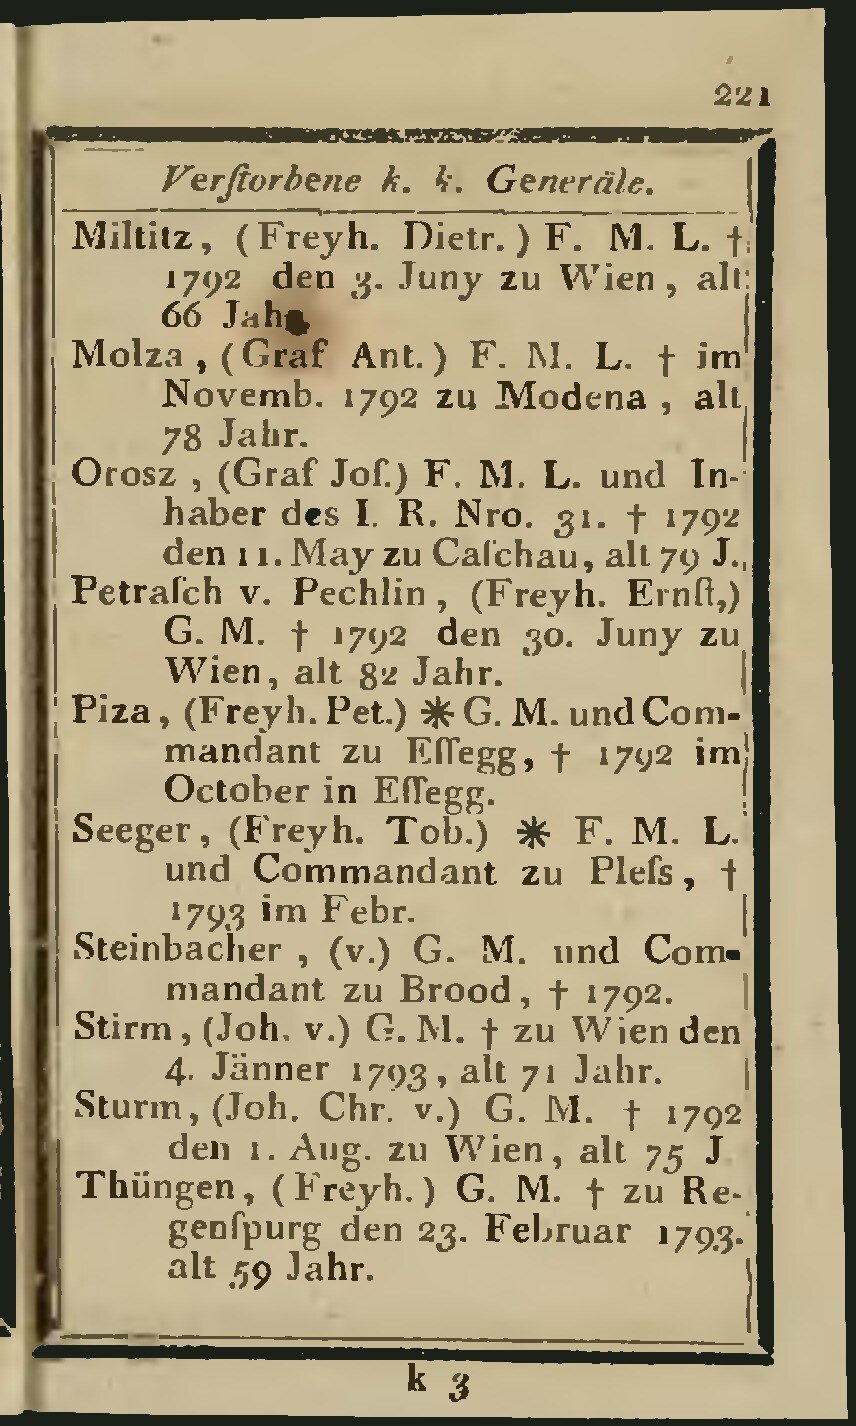 221
Verſtorbene k. k. Generäle.
Miltitz, (Freyh. Dietr.) F. M. L. †
1792 den 3. Juny zu Wien, alt
66 Jahr
Molza, (Graf Ant.) F. M. L. † im
Novemb. 1792 zu Modena, alt
78 Jahr.
Orosz, (Graf Joſ.) F. M. L. und In-
haber des I. R. Nro. 31. † 1792
den 11. May zu Caſchau, alt 79 J.
Petraſch v. Pechlin, (Freyh. Ernſt,)
G. M. † 1792 den 30. Juny zu
Wien, alt 82 Jahr.
Piza, (Freyh. Pet.) ✱ G. M. und Com-
mandant zu Eſſegg, † 1792 im
October in Eſſegg.
Seeger, (Freyh. Tob.) ✱ F. M. L.
und Commandant zu Pleſs, †
1793 im Febr.
Steinbacher, (v.) G. M. und Com-
mandant zu Brood, † 1792.
Stirm, (Joh. v.) G. M. † zu Wien den
4. Jänner 1793, alt 71 Jahr.
Sturm, (Joh. Chr. v.) G. M. † 1792
den 1. Aug. zu Wien, alt 75 J.
Thüngen, (Freyh.) G. M. † zu Re-
genſpurg den 23. Februar 1793.
alt 59 Jahr.
k 3